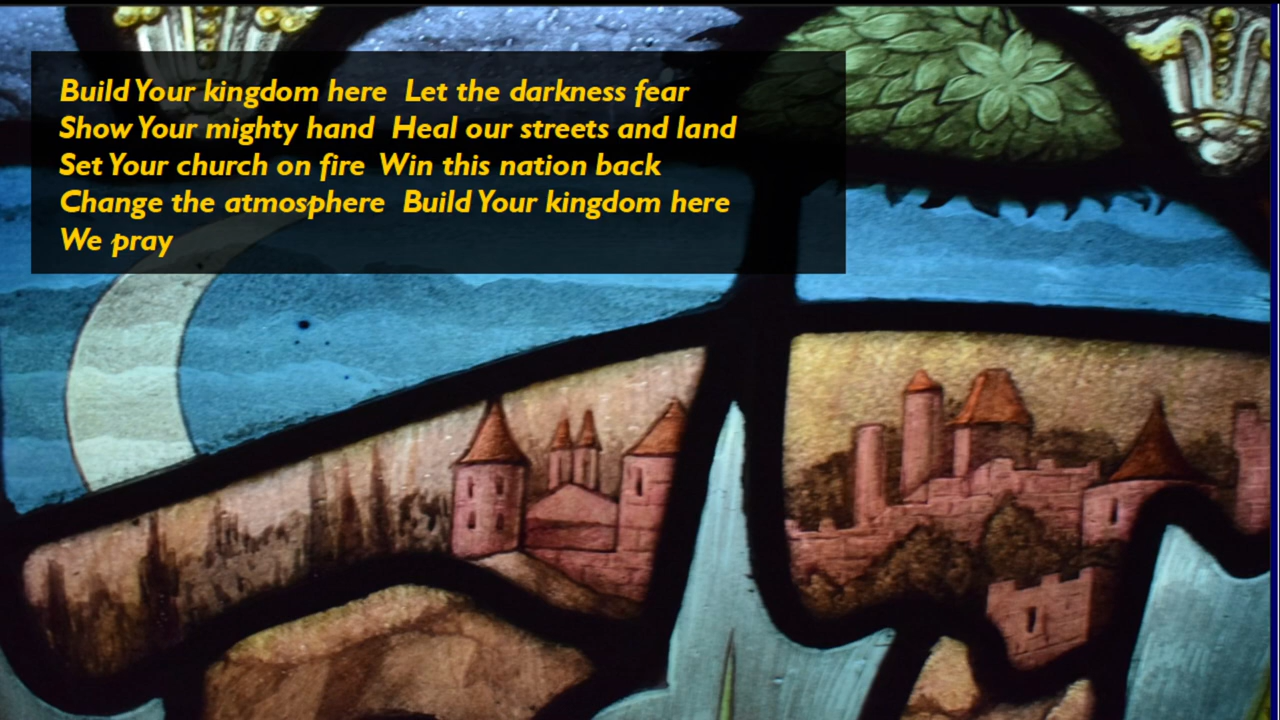 Build Your kingdom here  Let the darkness fear
Show Your mighty hand  Heal our streets and land
Set Your church on fire  Win this nation back
Change the atmosphere  Build Your kingdom here
We pray